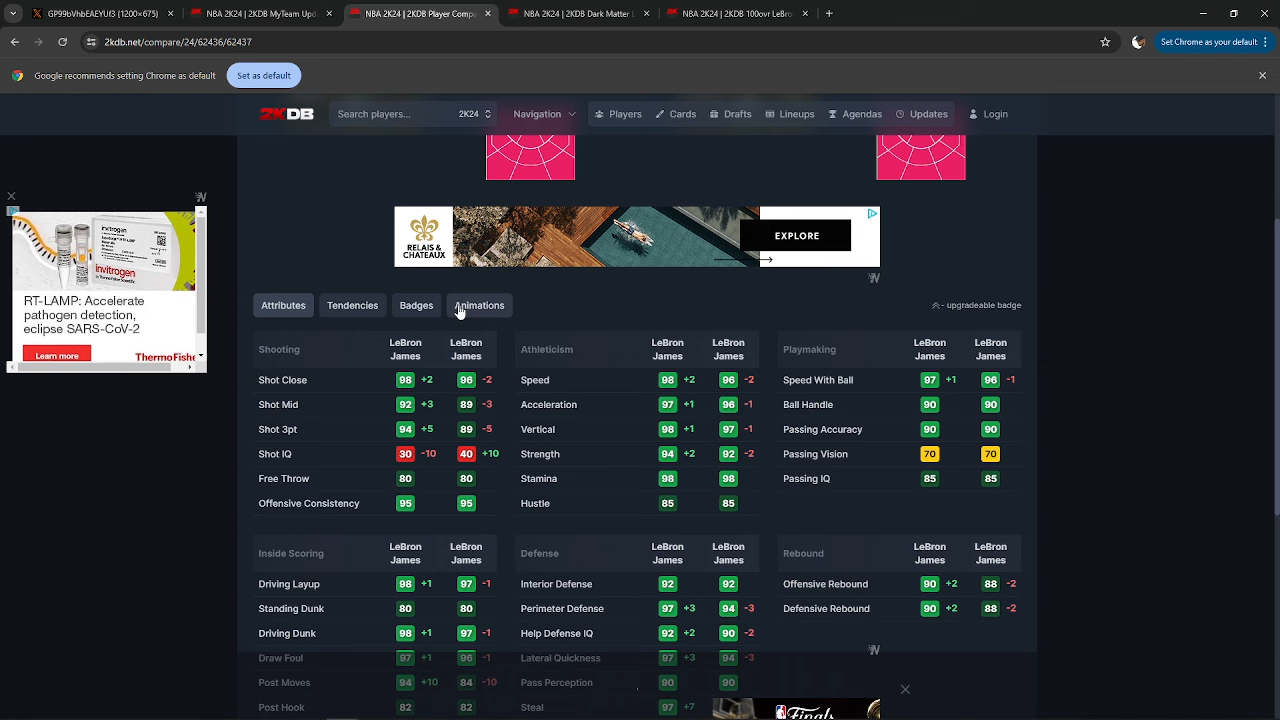 GP99bVhbEAEYUf3 (1200×675)
NBA 2K24 | 2KDB MyTeam Upd
NBA 2K24 | 2KDB Player Compa
NBA 2K24 | 2KDB Dark Matter L
NBA 2K24 | 2KDB 100ovr LeBro
2kdb.net/compare/24/62436/62437
Set Chrome as your default
Google recommends setting Chrome as default
Set as default
2KDB
Search players...
2K24
Navigation
Players
Cards
Drafts
Lineups
Agendas
Updates
Login
invitrogen
RT-LAMP: Accelerate
pathogen detection,
eclipse SARS-CoV-2
Learn more
ThermoFishe
RELAIS &
CHATEAUX
EXPLORE
Attributes Tendencies Badges Animations
- upgradeable badge
Shooting LeBron James LeBron James
Shot Close 98 +2 96 -2
Shot Mid 92 +3 89 -3
Shot 3pt 94 +5 89 -5
Shot IQ 30 -10 40 +10
Free Throw 80 80
Offensive Consistency 95 95
Athleticism LeBron James LeBron James
Speed 98 +2 96 -2
Acceleration 97 +1 96 -1
Vertical 98 +1 97 -1
Strength 94 +2 92 -2
Stamina 98 98
Hustle 85 85
Playmaking LeBron James LeBron James
Speed With Ball 97 +1 96 -1
Ball Handle 90 90
Passing Accuracy 90 90
Passing Vision 70 70
Passing IQ 85 85
Inside Scoring LeBron James LeBron James
Driving Layup 98 +1 97 -1
Standing Dunk 80 80
Driving Dunk 98 +1 97 -1
Draw Foul 97 +1 96 -1
Post Moves 94 +10 84 -10
Post Hook 82 82
Defense LeBron James LeBron James
Interior Defense 92 92
Perimeter Defense 97 +3 94 -3
Help Defense IQ 92 +2 90 -2
Lateral Quickness 97 +3 94 -3
Pass Perception 90 90
Steal 97 +7
Rebound LeBron James LeBron James
Offensive Rebound 90 +2 88 -2
Defensive Rebound 90 +2 88 -2
Finals